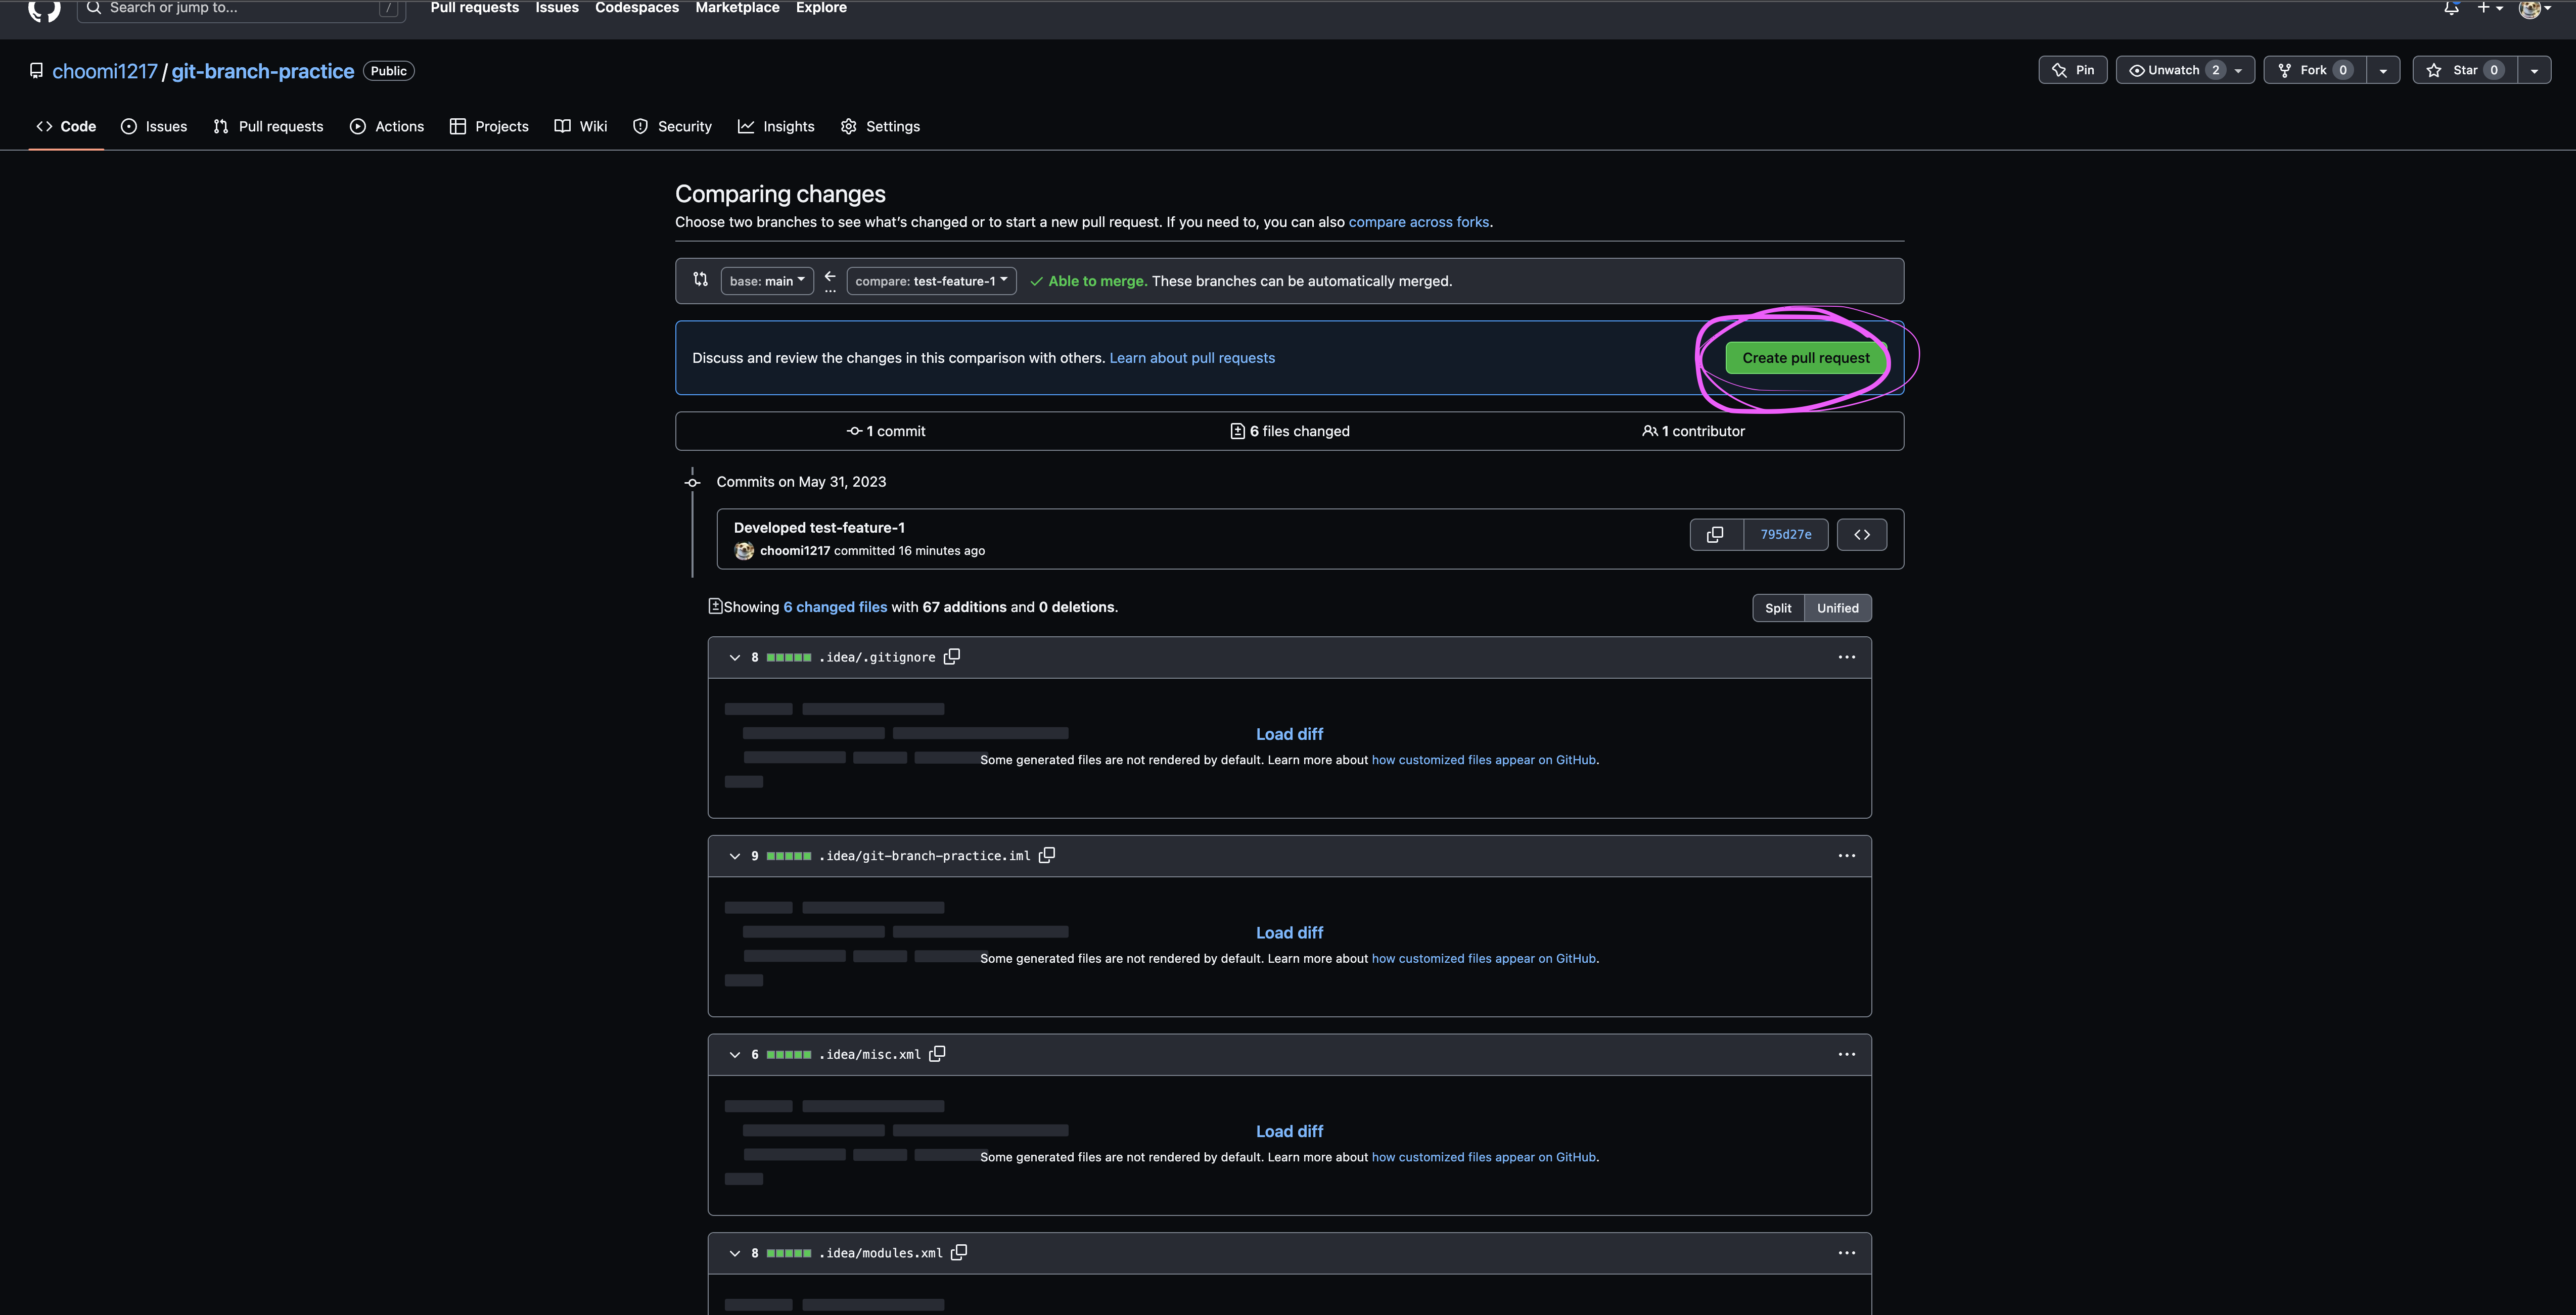 Search or jump to... /
Pull requests Issues Codespaces Marketplace Explore
choomi1217 / git-branch-practice Public
Pin Unwatch 2 Fork 0 Star 0
Code Issues Pull requests Actions Projects Wiki Security Insights Settings
Comparing changes
Choose two branches to see what's changed or to start a new pull request. If you need to, you can also compare across forks.
base: main ... compare: test-feature-1 Able to merge. These branches can be automatically merged.
Discuss and review the changes in this comparison with others. Learn about pull requests Create pull request
1 commit 6 files changed 1 contributor
Commits on May 31, 2023
Developed test-feature-1
choomi1217 committed 16 minutes ago 795d27e
Showing 6 changed files with 67 additions and 0 deletions. Split Unified
8 .idea/.gitignore
Load diff
Some generated files are not rendered by default. Learn more about how customized files appear on GitHub.
9 .idea/git-branch-practice.iml
Load diff
Some generated files are not rendered by default. Learn more about how customized files appear on GitHub.
6 .idea/misc.xml
Load diff
Some generated files are not rendered by default. Learn more about how customized files appear on GitHub.
8 .idea/modules.xml